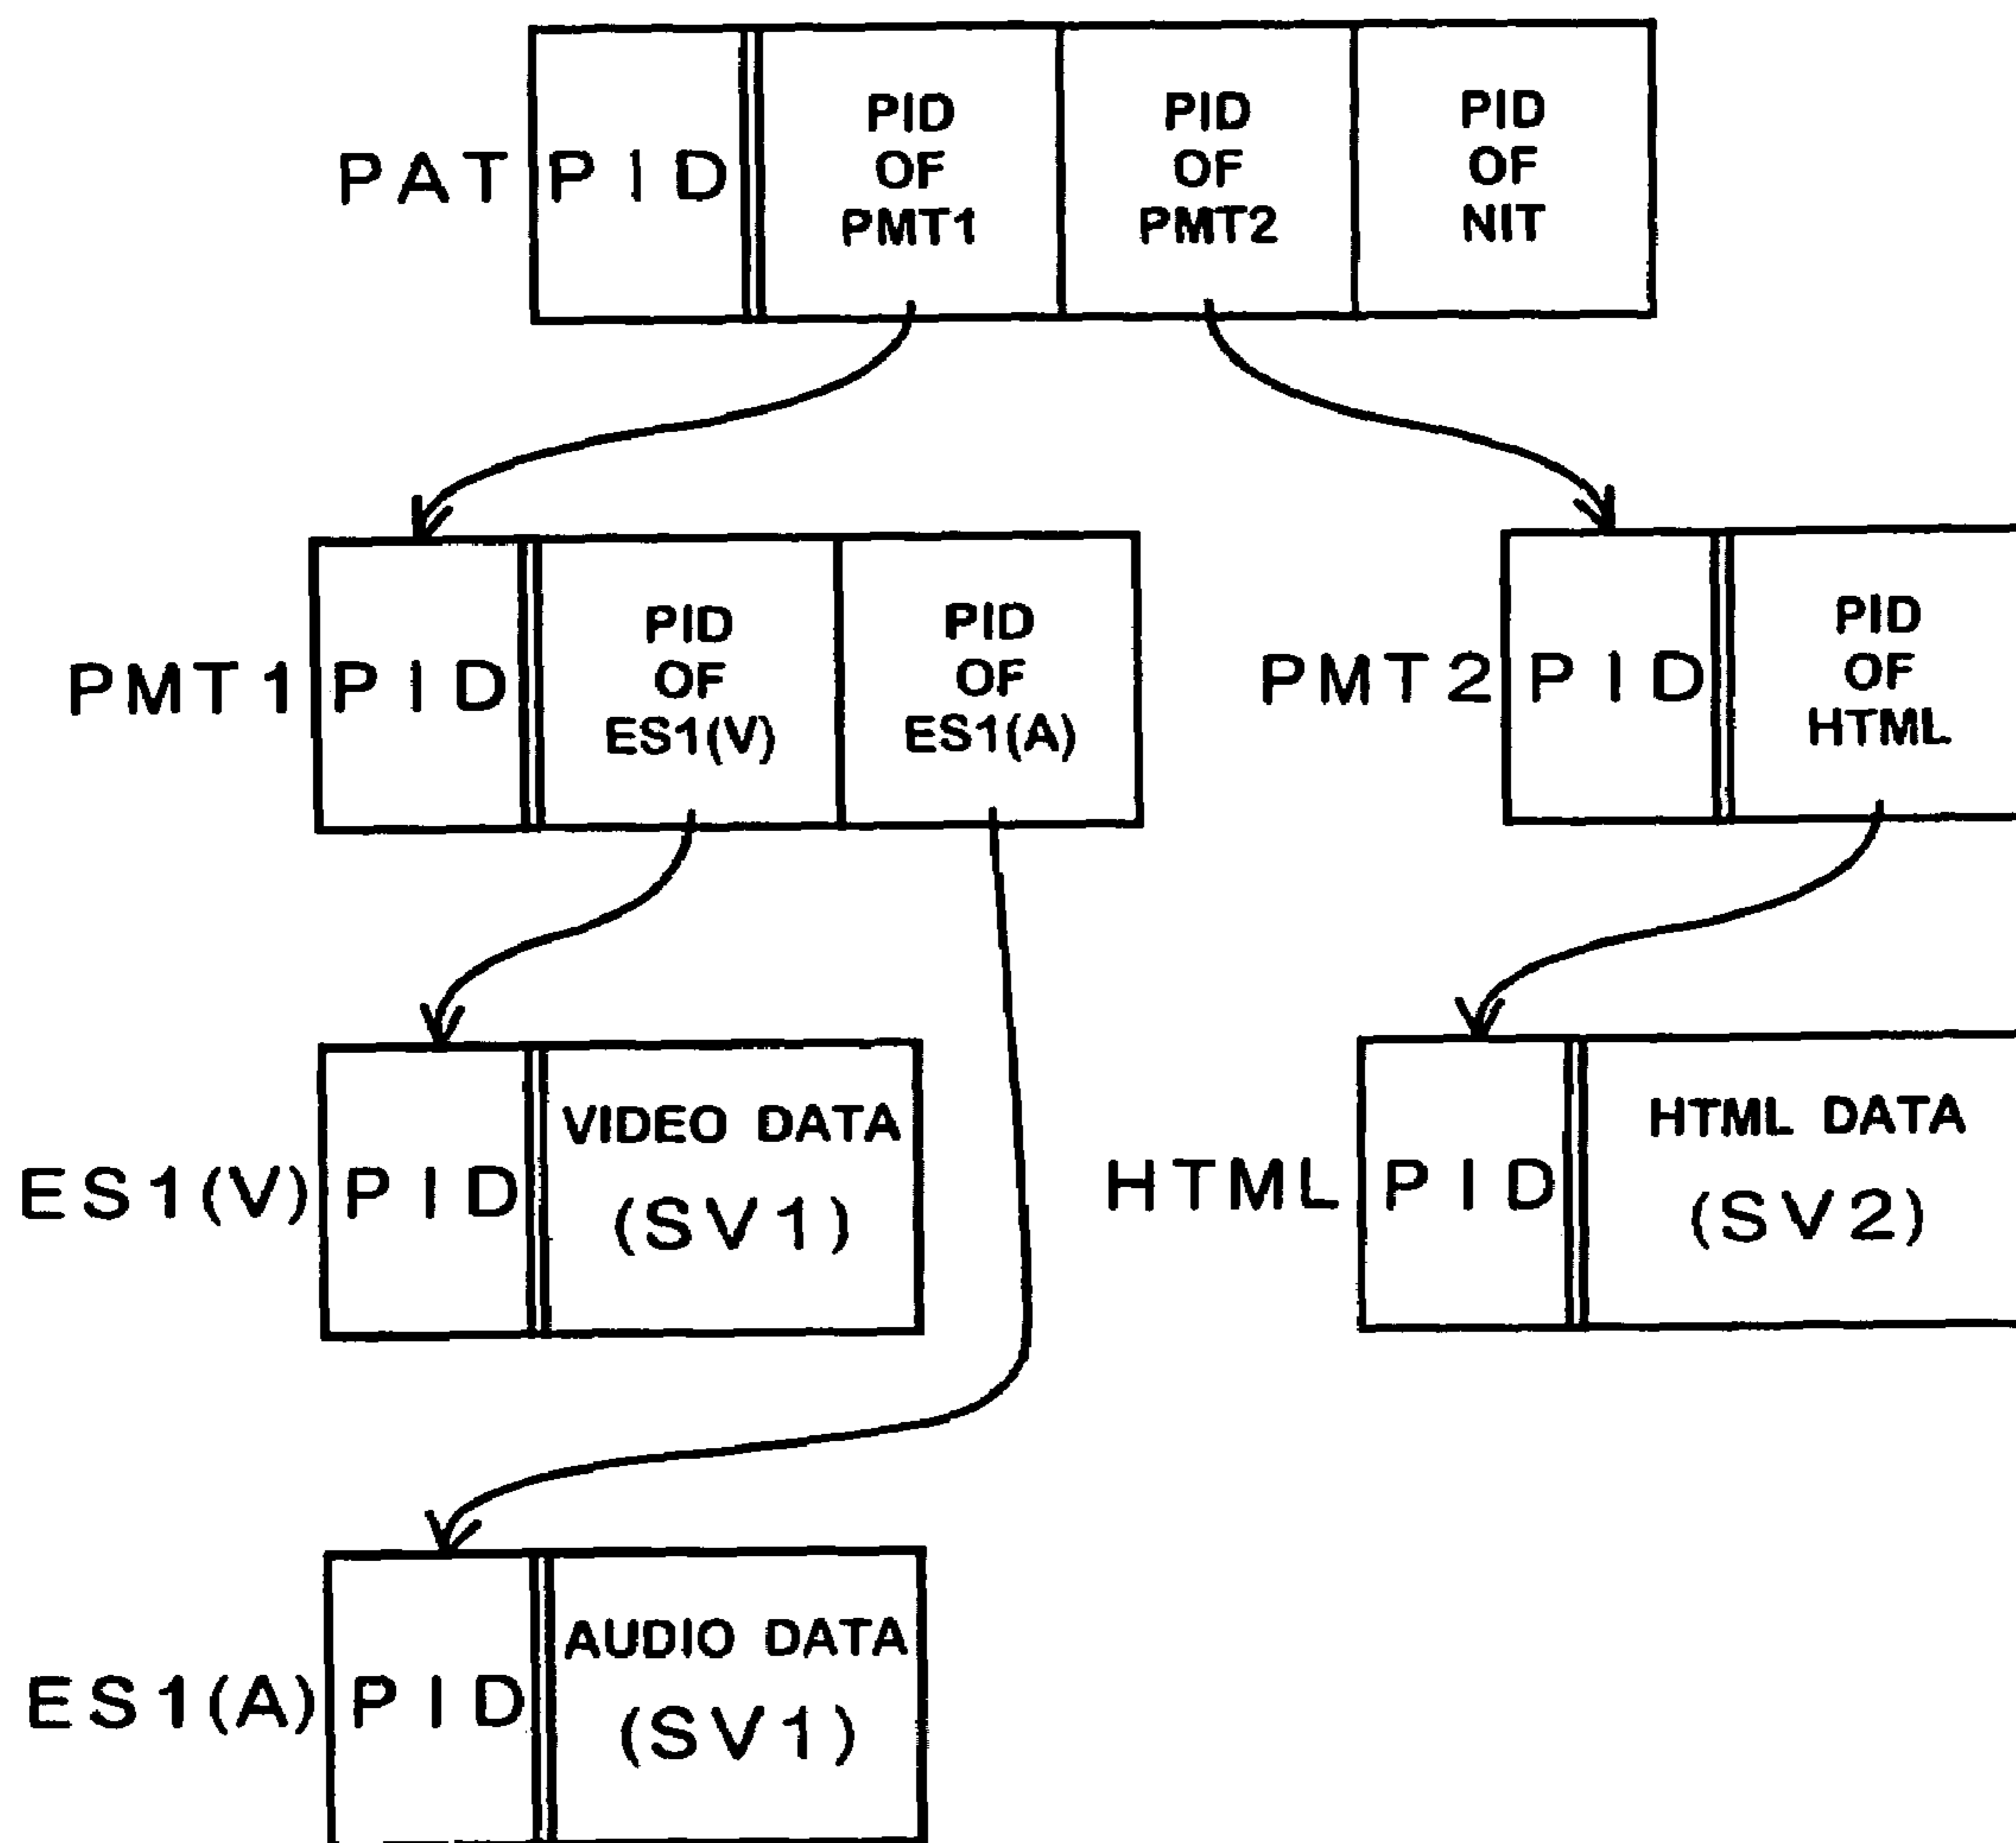 PAT PID
PID
OF
PMT1
PID
OF
PMT2
PID
OF
NIT
PMT1 PID
PID
OF
ES1(V)
PID
OF
ES1(A)
PMT2 PID
PID
OF
HTML
ES1(V) PID
VIDEO DATA
(SV1)
HTML PID
HTML DATA
(SV2)
ES1(A) PID
AUDIO DATA
(SV1)